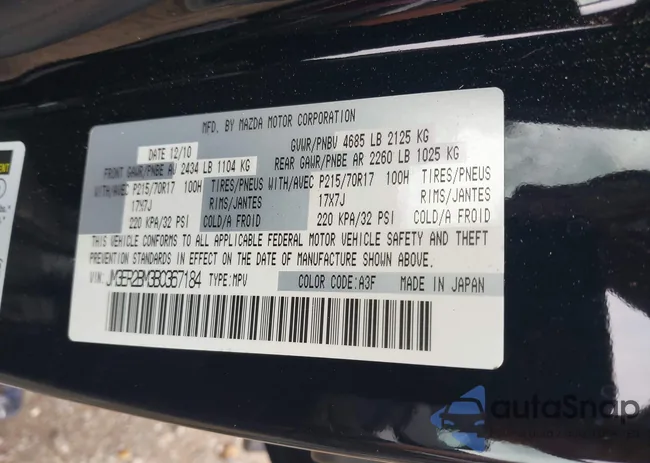 MFD. BY MAZDA MOTOR CORPORATION
DATE 12/10 GVWR/PNBV 4685 LB 2125 KG
FRONT GAWR/PNBE AV 2434 LB 1104 KG REAR GAWR/PNBE AR 2260 LB 1025 KG
WITH/AVEC P215/70R17 100H TIRES/PNEUS WITH/AVEC P215/70R17 100H TIRES/PNEUS
17X7J RIMS/JANTES 17X7J RIMS/JANTES
220 KPA/32 PSI COLD/A FROID 220 KPA/32 PSI COLD/A FROID
THIS VEHICLE CONFORMS TO ALL APPLICABLE FEDERAL MOTOR VEHICLE SAFETY AND THEFT
PREVENTION STANDARDS IN EFFECT ON THE DATE OF MANUFACTURE SHOWN ABOVE.
VIN: JM3ER2BM3B0367184 TYPE: MPV COLOR CODE: A3F MADE IN JAPAN
autoSnap